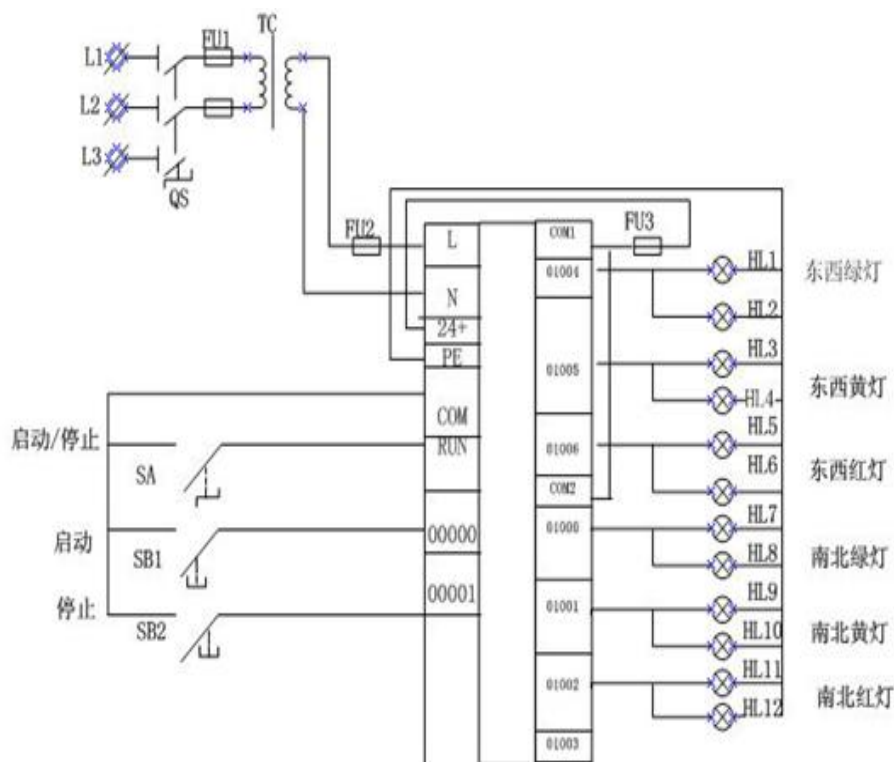 TC
FU1
L1
L2
L3
QS
FU2
L
COM1
FU3
HL1
东西绿灯
01004
N
HL2
24+
PE
HL3
01005
东西黄灯
HL4
COM
HL5
启动/停止
RUN
01006
SA
HL6
东西红灯
COM2
HL7
启动
00000
01000
SB1
HL8
南北绿灯
停止
00001
HL9
01001
SB2
HL10
南北黄灯
HL11
01002
南北红灯
HL12
01003